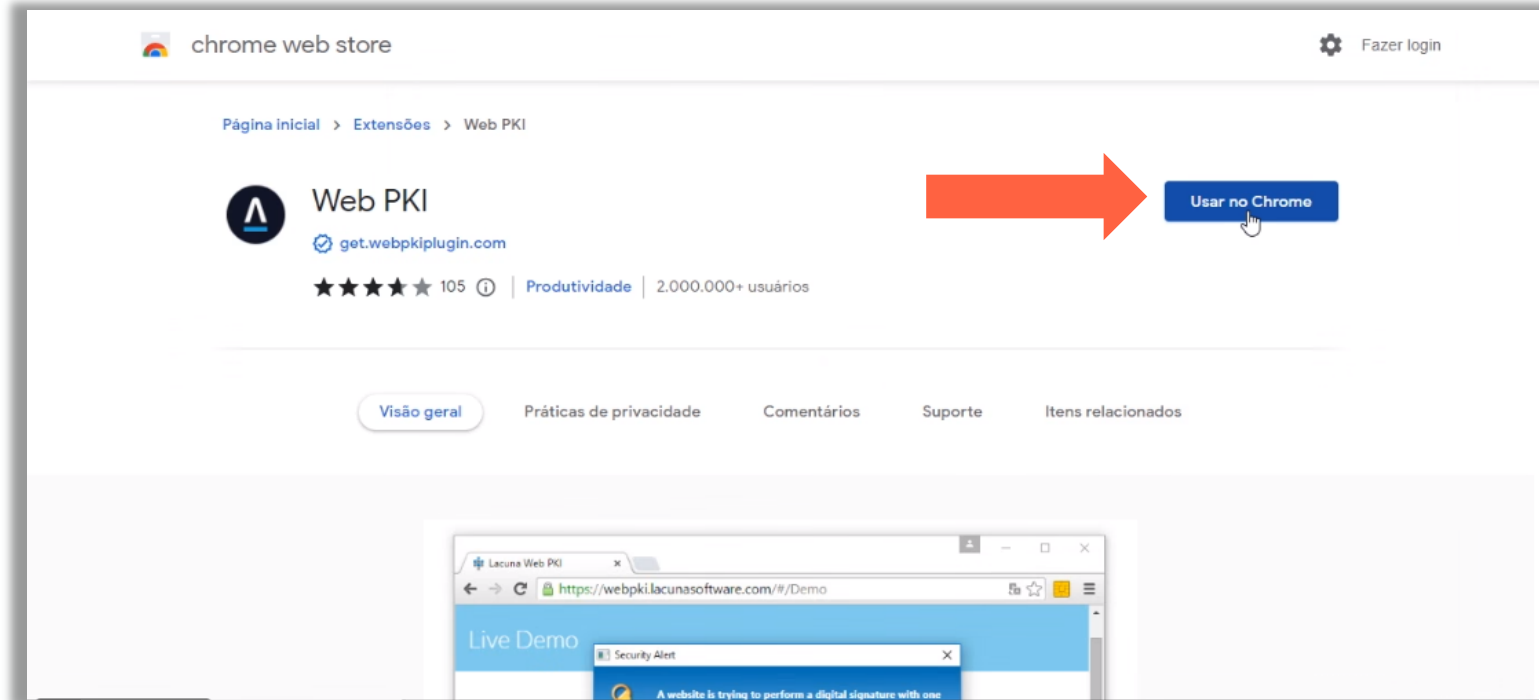 chrome web store
Fazer login
Página inicial > Extensões > Web PKI
Web PKI
Usar no Chrome
get.webpkiplugin.com
105 | Produtividade | 2.000.000+ usuários
Visão geral
Práticas de privacidade
Comentários
Suporte
Itens relacionados
Lacuna Web PKI
https://webpki.lacunasoftware.com/#/Demo
Live Demo
Security Alert
A website is trying to perform a digital signature with one